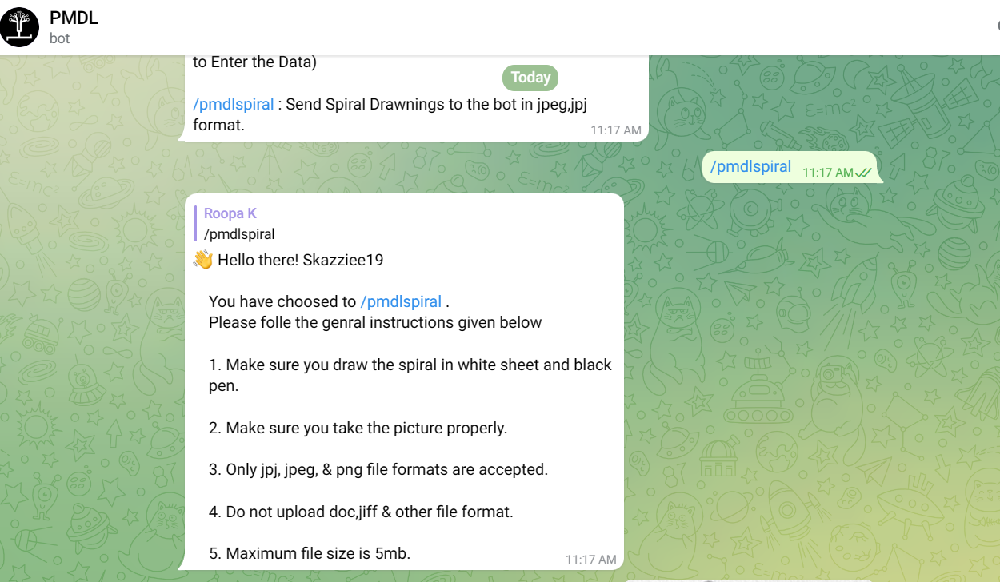 PMDL
bot
to Enter the Data)
Today
/pmdlspiral : Send Spiral Drawnings to the bot in jpeg,jpj
format.
11:17 AM
/pmdlspiral 11:17 AM
Roopa K
/pmdlspiral
👋 Hello there! Skazziee19
You have choosed to /pmdlspiral .
Please folle the genral instructions given below
1. Make sure you draw the spiral in white sheet and black
pen.
2. Make sure you take the picture properly.
3. Only jpj, jpeg, & png file formats are accepted.
4. Do not upload doc,jiff & other file format.
5. Maximum file size is 5mb.
11:17 AM